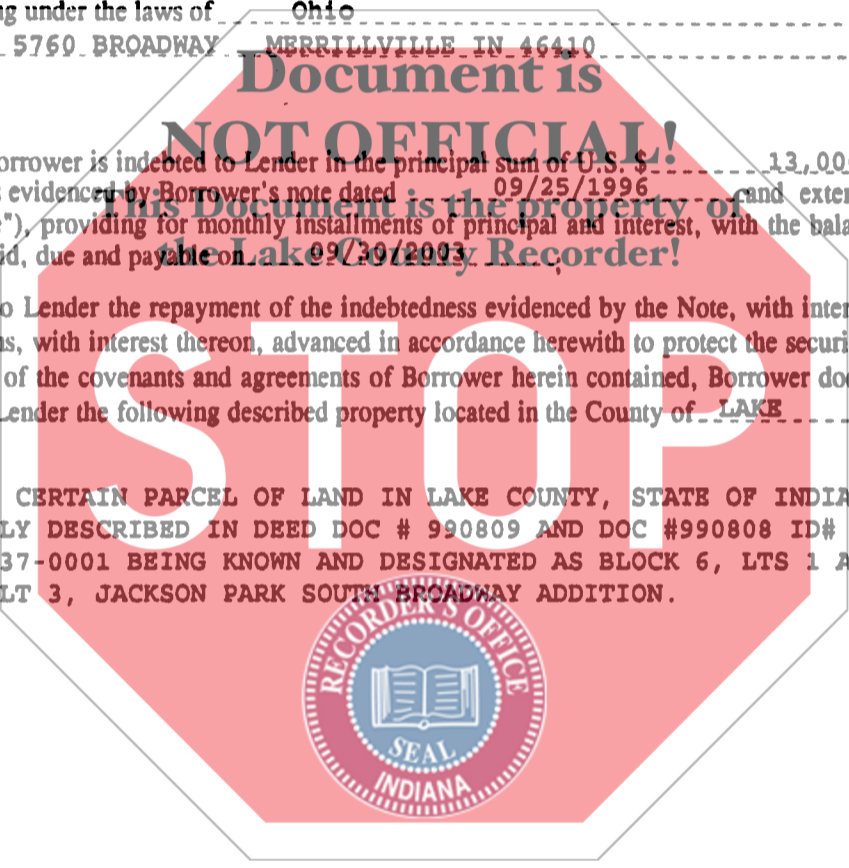 ng under the laws of Ohio
5760 BROADWAY MERRILLVILLE IN 46410
Document is
NOT OFFICIAL!
orrower is indebted to Lender in the principal sum of U.S. $ 13,00
s evidenced by Borrower's note dated 09/25/1996 and exten
This Document is the property of
e"), providing for monthly installments of principal and interest, with the bala
id, due and payable on 09/30/2003 ;
the Lake County Recorder!
o Lender the repayment of the indebtedness evidenced by the Note, with inter
ns, with interest thereon, advanced in accordance herewith to protect the securi
of the covenants and agreements of Borrower herein contained, Borrower doe
Lender the following described property located in the County of LAKE
STOP
CERTAIN PARCEL OF LAND IN LAKE COUNTY, STATE OF INDIA
LY DESCRIBED IN DEED DOC # 990809 AND DOC #990808 ID#
37-0001 BEING KNOWN AND DESIGNATED AS BLOCK 6, LTS 1 A
LT 3, JACKSON PARK SOUTH BROADWAY ADDITION.
RECORDER'S OFFICE
SEAL
INDIANA